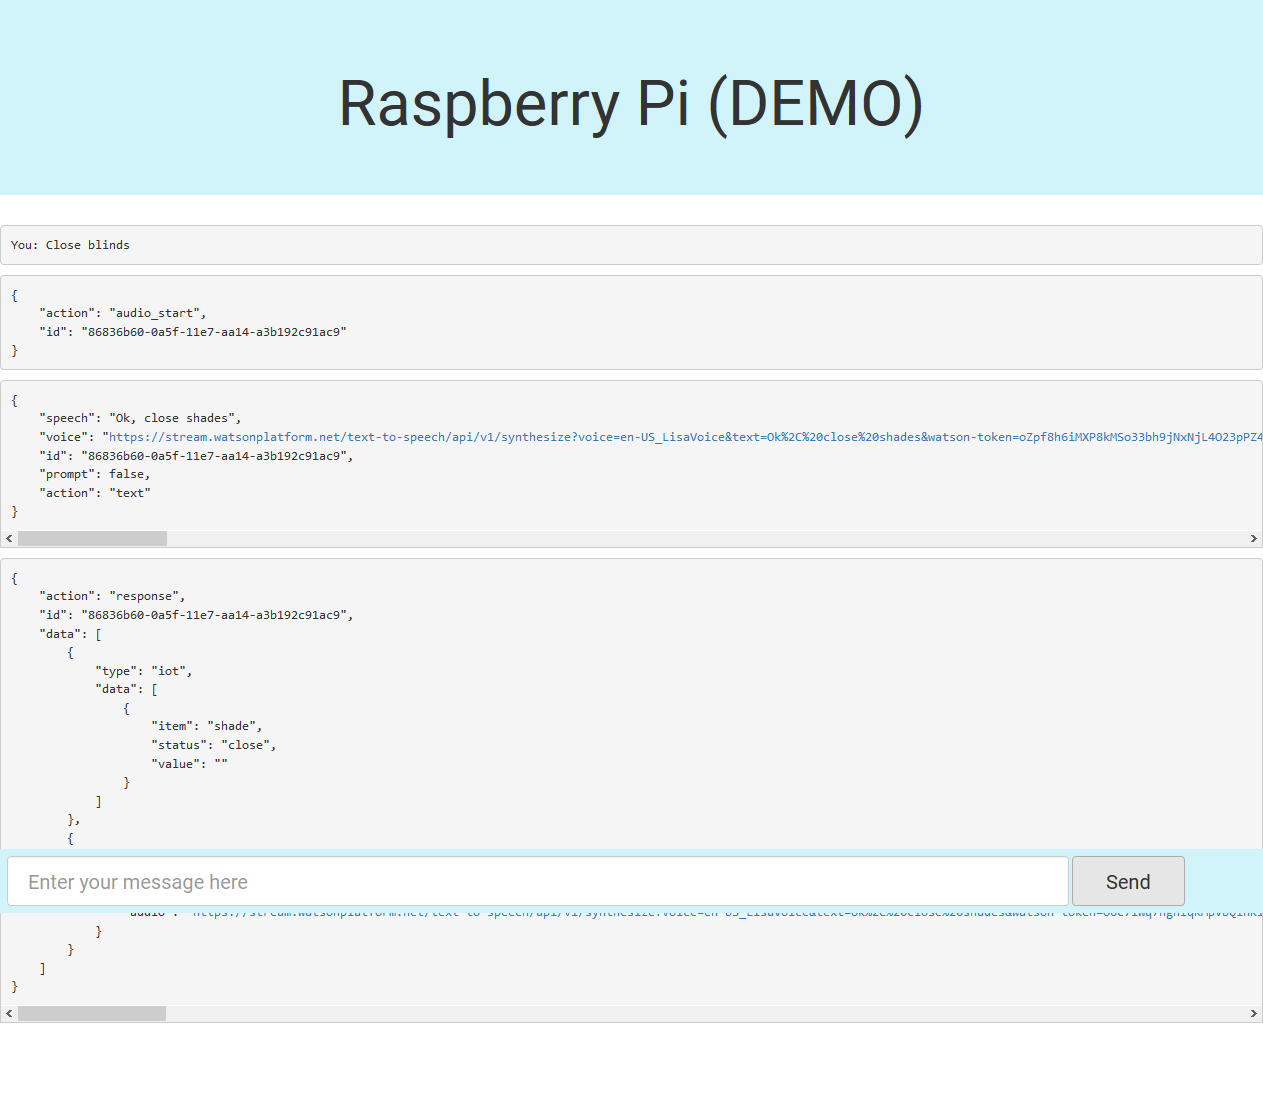 Raspberry Pi (DEMO)
You: Close blinds
{
    "action": "audio_start",
    "id": "86836b60-0a5f-11e7-aa14-a3b192c91ac9"
}
{
    "speech": "Ok, close shades",
    "voice": "https://stream.watsonplatform.net/text-to-speech/api/v1/synthesize?voice=en-US_LisaVoice&text=Ok%2C%20close%20shades&watson-token=oZpf8h6iMXP8kMSo33bh9jNxNjL4O23pPZ4
    "id": "86836b60-0a5f-11e7-aa14-a3b192c91ac9",
    "prompt": false,
    "action": "text"
}
{
    "action": "response",
    "id": "86836b60-0a5f-11e7-aa14-a3b192c91ac9",
    "data": [
        {
            "type": "iot",
            "data": [
                {
                    "item": "shade",
                    "status": "close",
                    "value": ""
                }
            ]
        },
        {
Enter your message here
Send
"audio": "https://stream.watsonplatform.net/text-to-speech/api/v1/synthesize?voice=en-US_LisaVoice&text=Ok%2C%20close%20shades&watson-token=
            }
        }
    ]
}